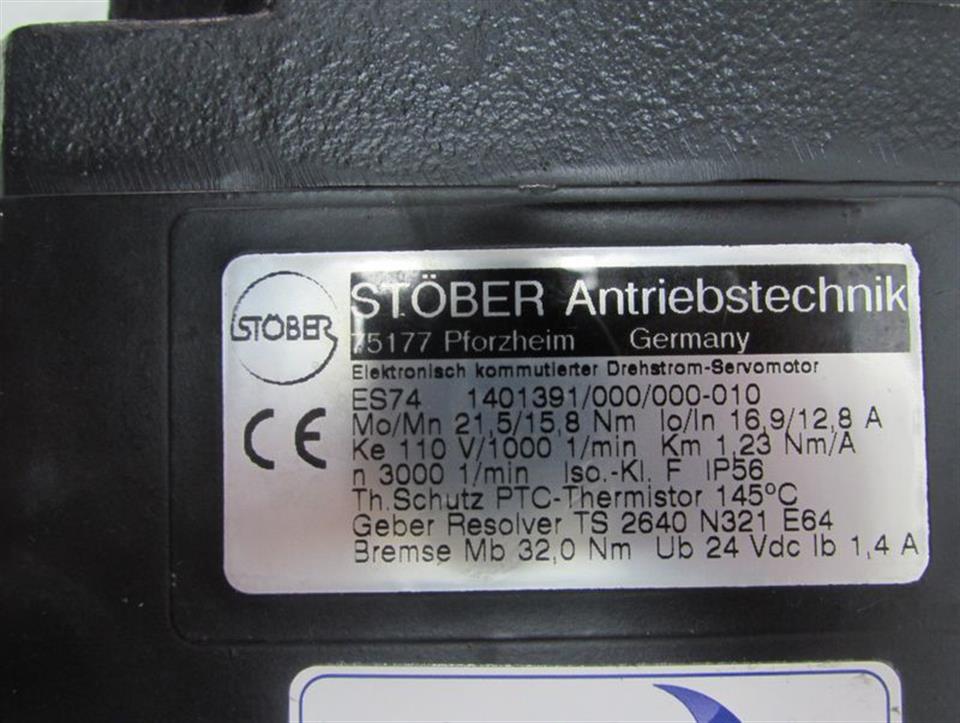 STÖBER
STÖBER Antriebstechnik
75177 Pforzheim Germany
Elektronisch kommutierter Drehstrom-Servomotor
ES74 1401391/000/000-010
Mo/Mn 21,5/15,8 Nm Io/In 16,9/12,8 A
Ke 110 V/1000 1/min Km 1,23 Nm/A
n 3000 1/min Iso.-Kl. F IP56
Th.Schutz PTC-Thermistor 145°C
Geber Resolver TS 2640 N321 E64
Bremse Mb 32,0 Nm Ub 24 Vdc Ib 1,4 A
CE